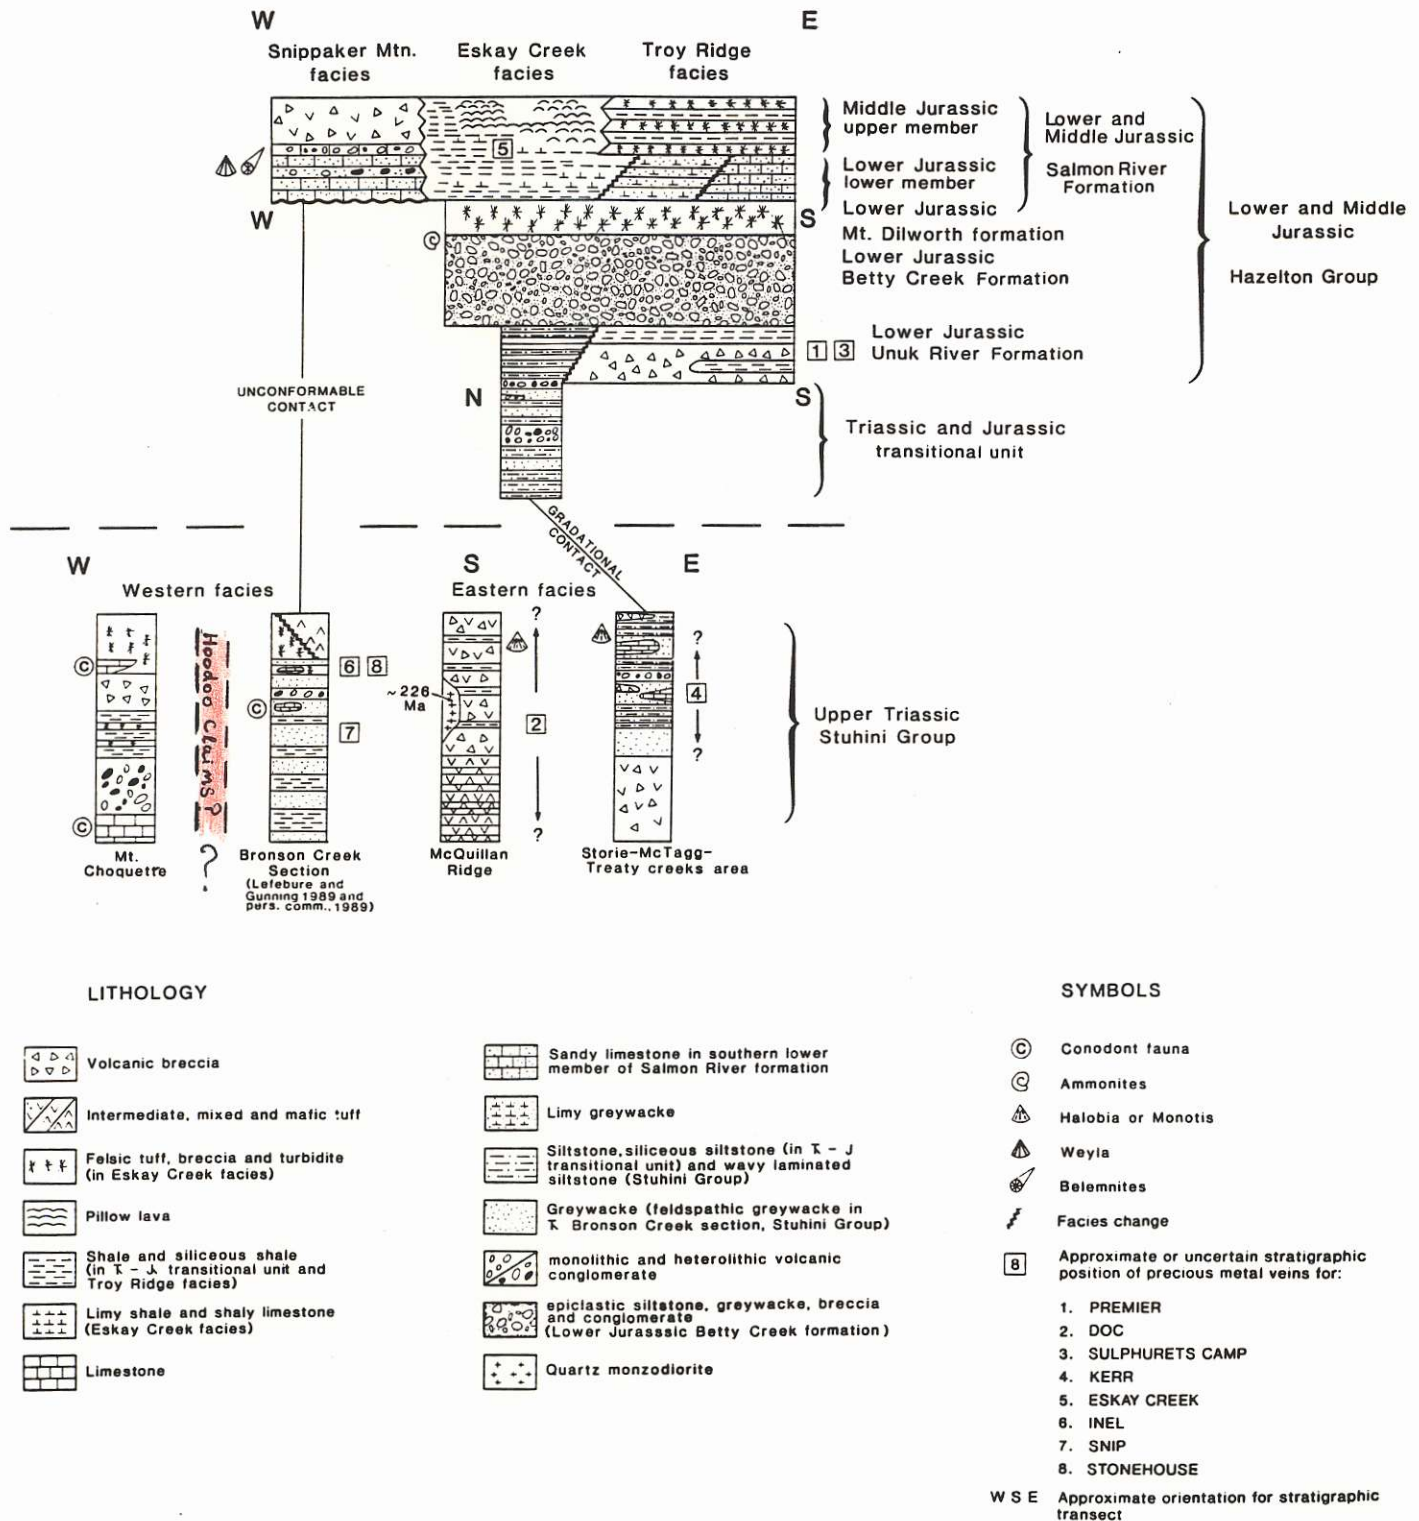 W
E
Snippaker Mtn.
facies
Eskay Creek
facies
Troy Ridge
facies
5
Middle Jurassic
upper member
Lower Jurassic
lower member
Lower and
Middle Jurassic
Salmon River
Formation
W
S
Lower Jurassic
Mt. Dilworth formation
Lower Jurassic
Betty Creek Formation
Lower and Middle
Jurassic
Hazelton Group
1 3
Lower Jurassic
Unuk River Formation
UNCONFORMABLE
CONTACT
N
S
Triassic and Jurassic
transitional unit
GRADATIONAL
CONTACT
W
S
E
Western facies
Eastern facies
C
C
Hoodoo Claims?
?
6 8
C
7
~226
Ma
?
2
?
?
4
?
Upper Triassic
Stuhini Group
Mt.
Choquette
Bronson Creek
Section
(Lefebure and
Gunning 1989 and
pers. comm., 1989)
McQuillan
Ridge
Storie-McTagg-
Treaty creeks area
LITHOLOGY
Volcanic breccia
Intermediate, mixed and mafic tuff
Felsic tuff, breccia and turbidite
(in Eskay Creek facies)
Pillow lava
Shale and siliceous shale
(in Ƭ - J transitional unit and
Troy Ridge facies)
Limy shale and shaly limestone
(Eskay Creek facies)
Limestone
Sandy limestone in southern lower
member of Salmon River formation
Limy greywacke
Siltstone, siliceous siltstone (in Ƭ - J
transitional unit) and wavy laminated
siltstone (Stuhini Group)
Greywacke (feldspathic greywacke in
Ƭ Bronson Creek section, Stuhini Group)
monolithic and heterolithic volcanic
conglomerate
epiclastic siltstone, greywacke, breccia
and conglomerate
(Lower Jurasssic Betty Creek formation)
Quartz monzodiorite
SYMBOLS
C Conodont fauna
Ammonites
Halobia or Monotis
Weyla
Belemnites
Facies change
8 Approximate or uncertain stratigraphic
position of precious metal veins for:
1. PREMIER
2. DOC
3. SULPHURETS CAMP
4. KERR
5. ESKAY CREEK
6. INEL
7. SNIP
8. STONEHOUSE
W S E Approximate orientation for stratigraphic
transect